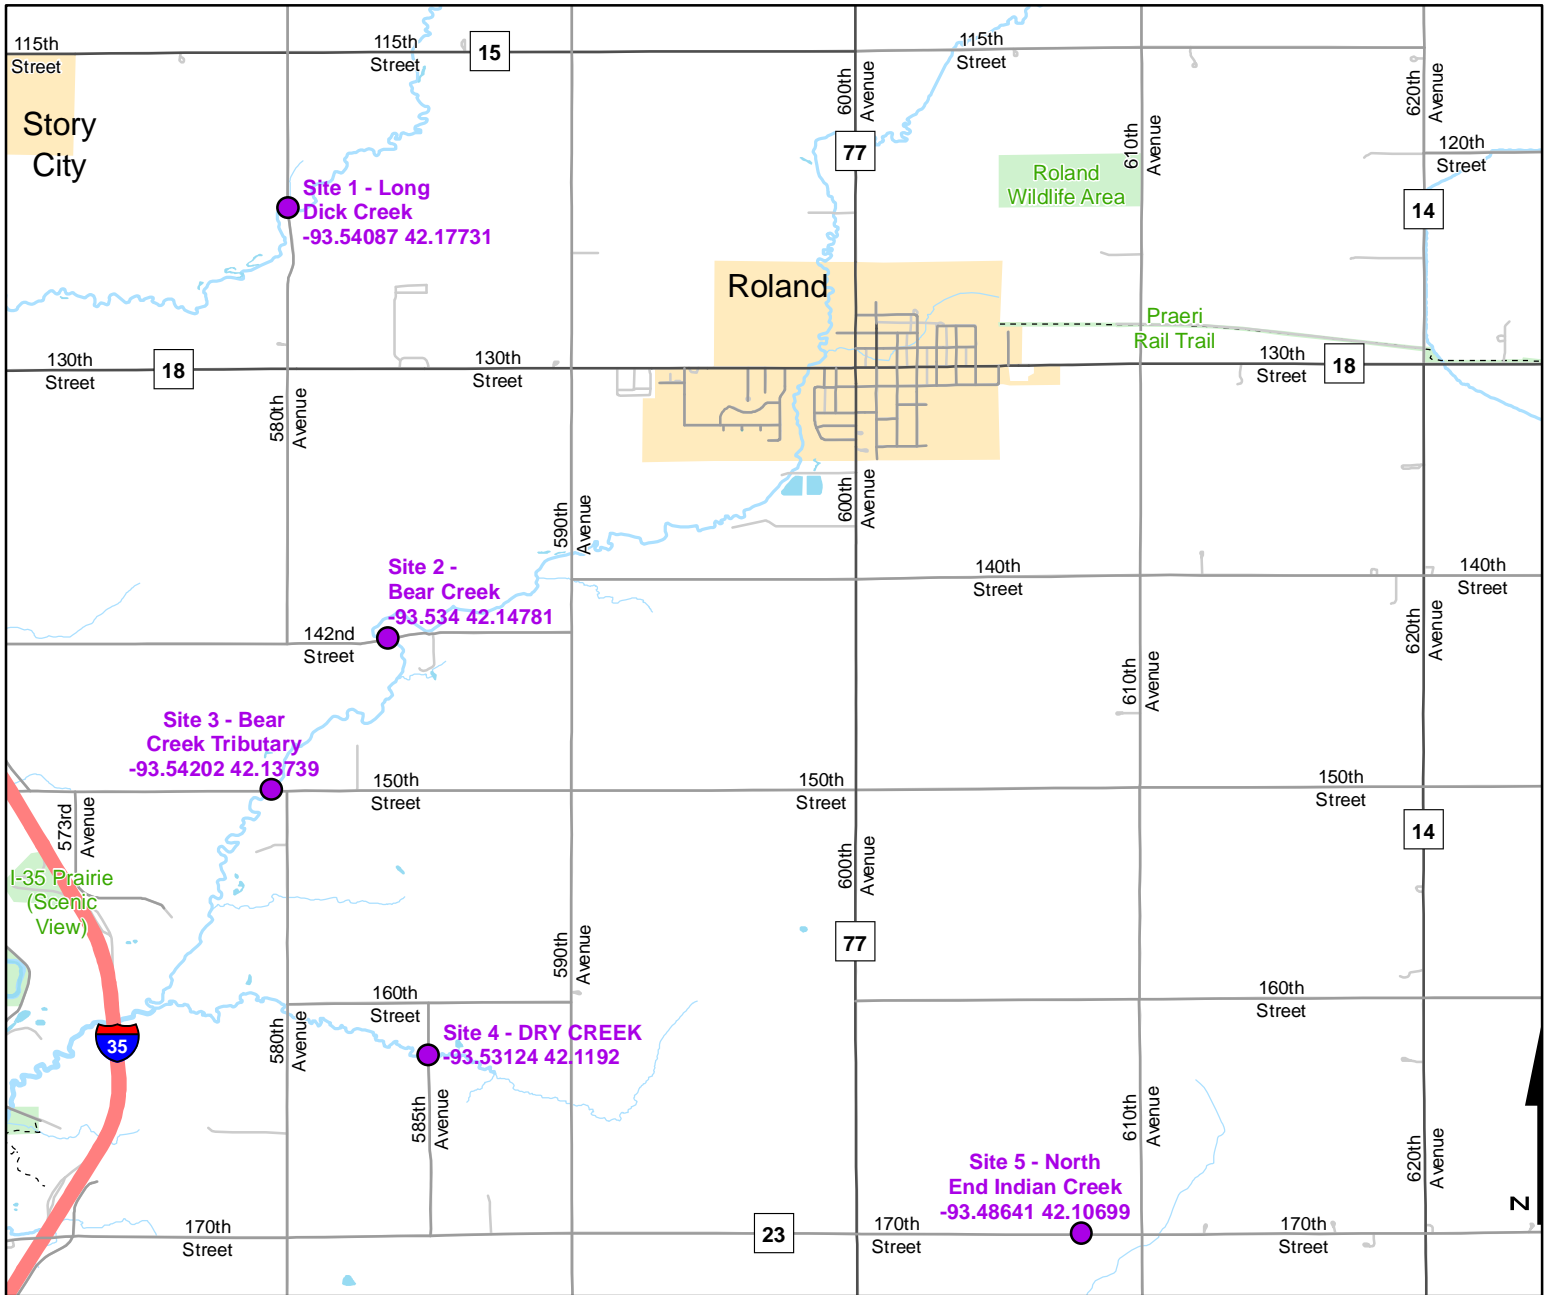 115th
Street
115th
Street
15
600th
Avenue
115th
Street
620th
Avenue
Story
City
77
610th
Avenue
120th
Street
Roland
Wildlife Area
14
Site 1 - Long
Dick Creek
-93.54087 42.17731
Roland
Praeri
Rail Trail
130th
Street
18
130th
Street
130th
Street
18
580th
Avenue
590th
Avenue
600th
Avenue
Site 2 -
Bear Creek
-93.534 42.14781
140th
Street
140th
Street
142nd
Street
620th
Avenue
610th
Avenue
Site 3 - Bear
Creek Tributary
-93.54202 42.13739
150th
Street
150th
Street
150th
Street
573rd
Avenue
14
600th
Avenue
I-35 Prairie
(Scenic
View)
77
590th
Avenue
160th
Street
160th
Street
35
580th
Avenue
Site 4 - DRY CREEK
-93.53124 42.1192
585th
Avenue
610th
Avenue
620th
Avenue
Site 5 - North
End Indian Creek
-93.48641 42.10699
N
170th
Street
23
170th
Street
170th
Street